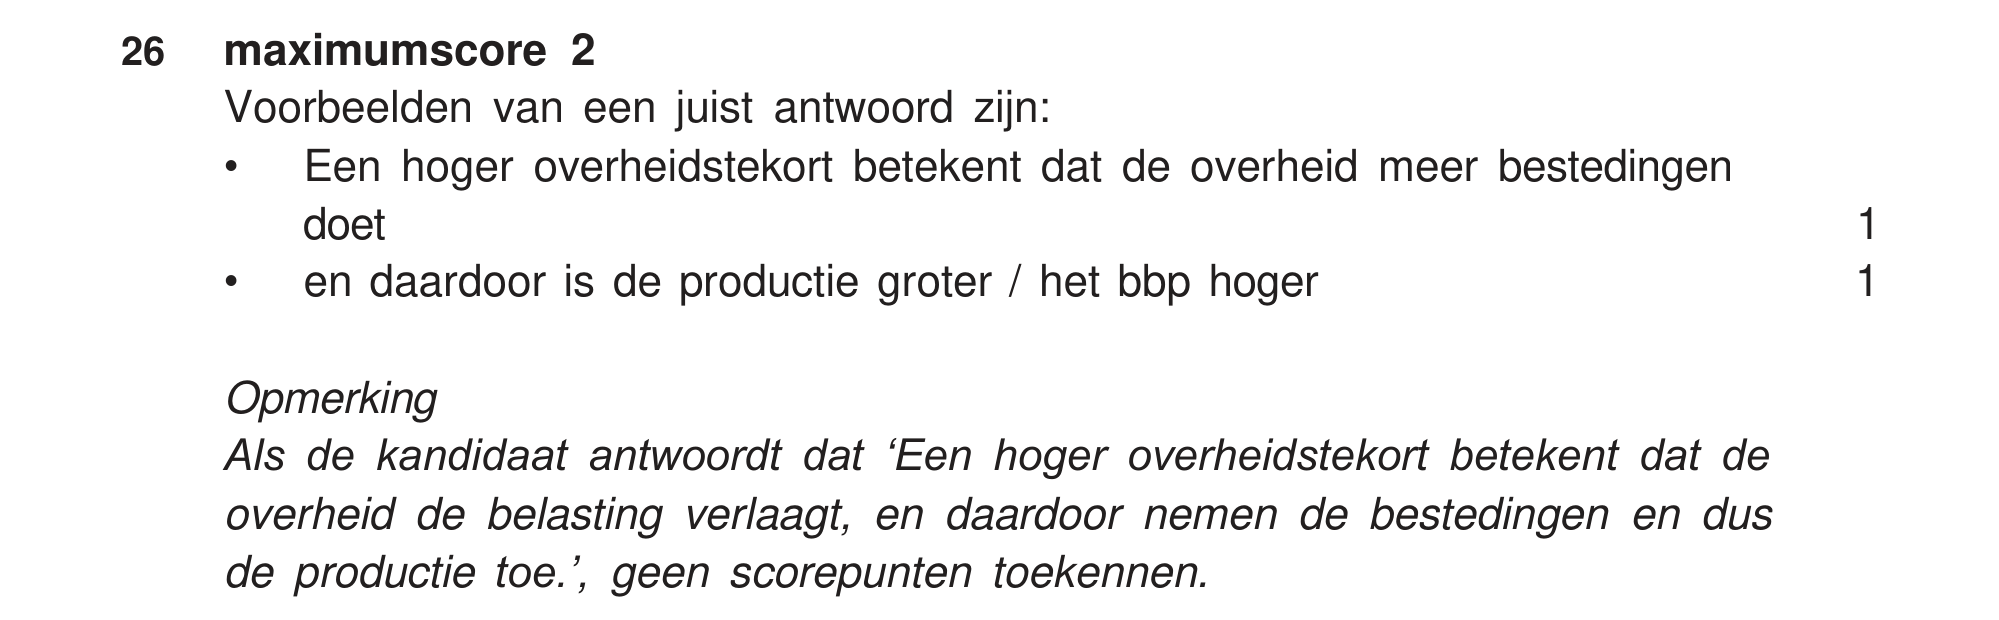 26 maximumscore 2
Voorbeelden van een juist antwoord zijn:
• Een hoger overheidstekort betekent dat de overheid meer bestedingen
doet 1
• en daardoor is de productie groter / het bbp hoger 1
Opmerking
Als de kandidaat antwoordt dat ‘Een hoger overheidstekort betekent dat de
overheid de belasting verlaagt, en daardoor nemen de bestedingen en dus
de productie toe.’, geen scorepunten toekennen.